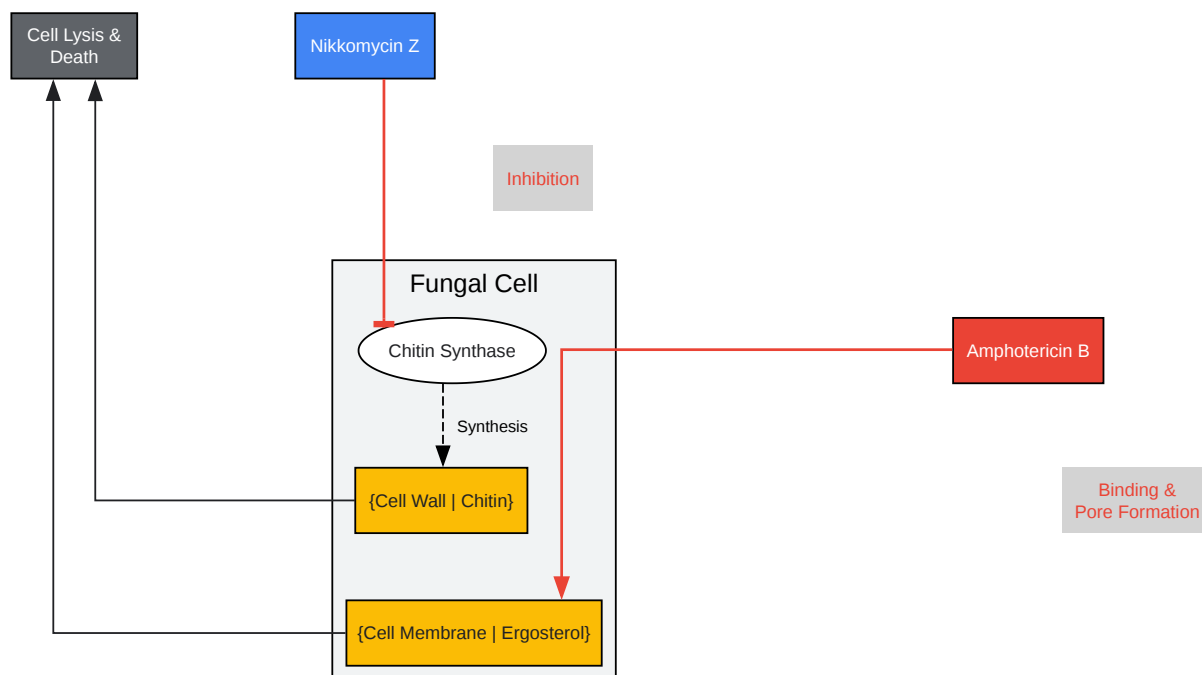 Cell Lysis &
Death
Nikkomycin Z
Inhibition
Fungal Cell
Chitin Synthase
Amphotericin B
Synthesis
{Cell Wall | Chitin}
Binding &
Pore Formation
{Cell Membrane | Ergosterol}